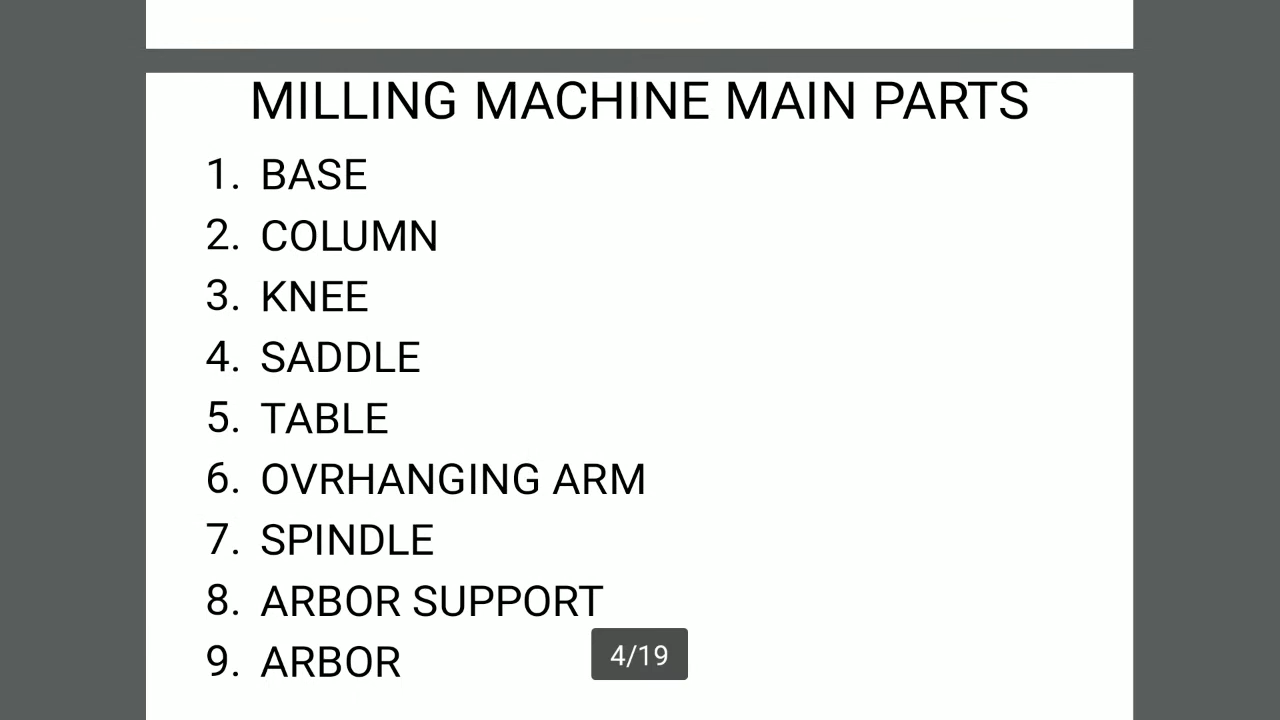 MILLING MACHINE MAIN PARTS
1. BASE
2. COLUMN
3. KNEE
4. SADDLE
5. TABLE
6. OVRHANGING ARM
7. SPINDLE
8. ARBOR SUPPORT
9. ARBOR
4/19